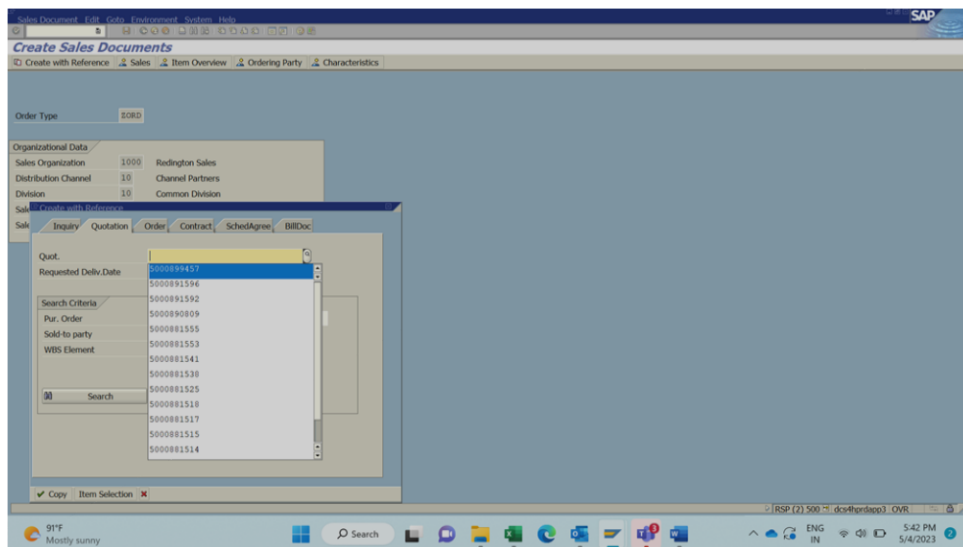 Sales Document Edit Goto Environment System Help
SAP
Create Sales Documents
Create with Reference Sales Item Overview Ordering Party Characteristics
Order Type
Organizational Data
Sales Organization 1000 Redington Sales
Distribution Channel 10 Channel Partners
Division 10 Common Division
Create with Reference
Inquiry Quotation Order Contract SchedAgree BillDoc
Quot.
Requested Deliv.Date
5000899457
5000891596
5000891592
Search Criteria
5000890809
Pur. Order
5000881555
Sold-to party
5000881553
WBS Element
5000881541
5000881530
5000881525
Search
5000881518
5000881517
5000881515
5000881514
Copy Item Selection
RSP (2) 500 dcs4hprdapp3 OVR
91°F
Mostly sunny
Search
ENG
IN
5:42 PM
5/4/2023